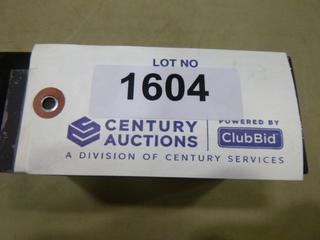 LOT NO
1604
CENTURY
AUCTIONS
POWERED BY
ClubBid
A DIVISION OF CENTURY SERVICES